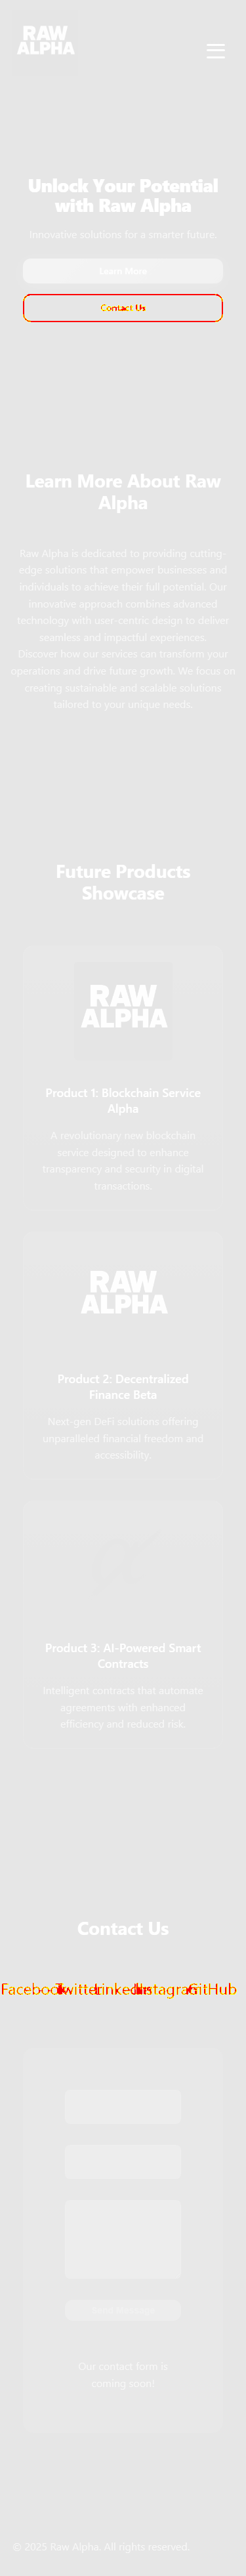 RAW
ALPHA
Unlock Your Potential
with Raw Alpha
Innovative solutions for a smarter future.
Learn More
Contact Us
Learn More About Raw
Alpha
Raw Alpha is dedicated to providing cutting-
edge solutions that empower businesses and
individuals to achieve their full potential. Our
innovative approach combines advanced
technology with user-centric design to deliver
seamless and impactful experiences.
Discover how our services can transform your
operations and drive future growth. We focus on
creating sustainable and scalable solutions
tailored to your unique needs.
Future Products
Showcase
RAW
ALPHA
Product 1: Blockchain Service
Alpha
A revolutionary new blockchain
service designed to enhance
transparency and security in digital
transactions.
RAW
ALPHA
Product 2: Decentralized
Finance Beta
Next-gen DeFi solutions offering
unparalleled financial freedom and
accessibility.
Product 3: AI-Powered Smart
Contracts
Intelligent contracts that automate
agreements with enhanced
efficiency and reduced risk.
Contact Us
Facebook Twitter LinkedIn Instagram GitHub
Our contact form is
coming soon!
© 2025 Raw Alpha. All rights reserved.